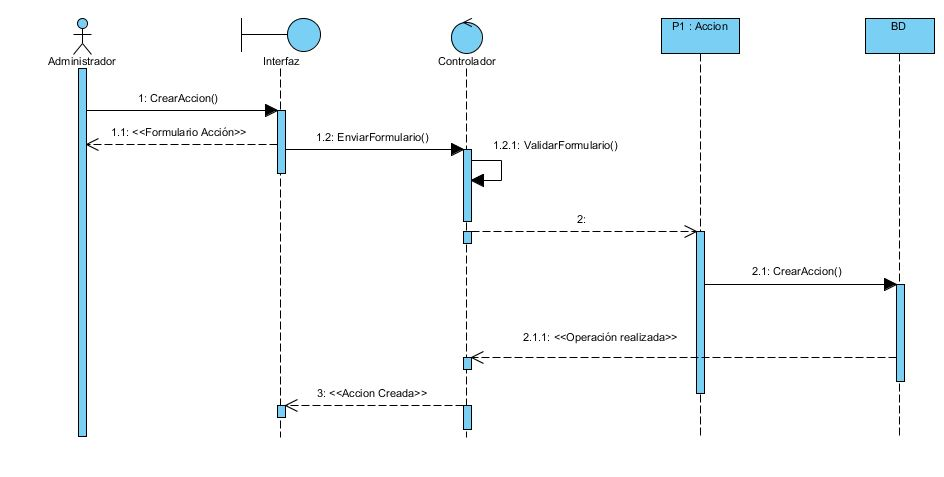 P1 : Accion
BD
Administrador
Interfaz
Controlador
1: CrearAccion()
1.1: <<Formulario Acción>>
1.2: EnviarFormulario()
1.2.1: ValidarFormulario()
2:
2.1: CrearAccion()
2.1.1: <<Operación realizada>>
3: <<Accion Creada>>